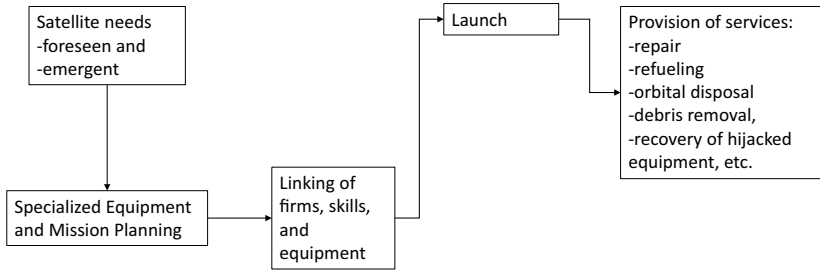 Satellite needs
-foreseen and
-emergent
Specialized Equipment
and Mission Planning
Linking of
firms, skills,
and
equipment
Launch
Provision of services:
-repair
-refueling
-orbital disposal
-debris removal,
-recovery of hijacked
equipment, etc.